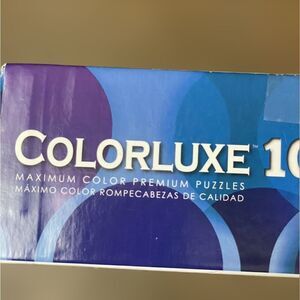 COLORLUXE™ 10
MAXIMUM COLOR PREMIUM PUZZLES
MÁXIMO COLOR ROMPECABEZAS DE CALIDAD